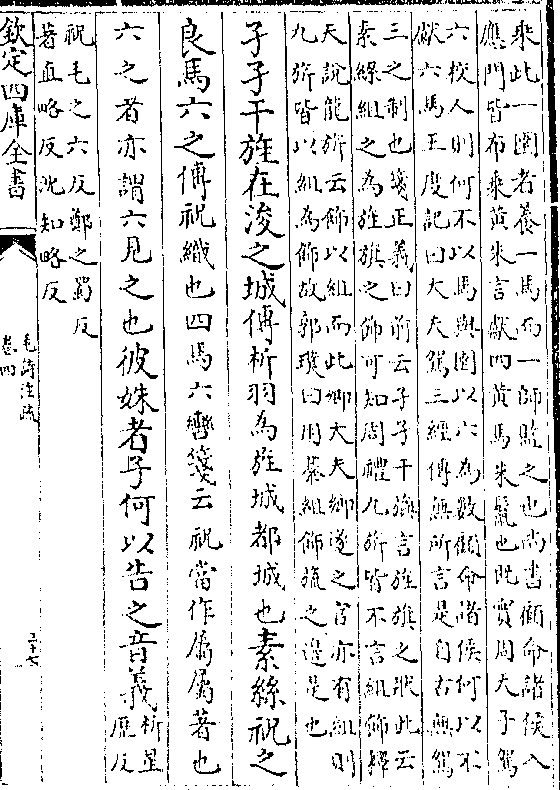 乘此一圉者養一馬而一師監之也尚書顧命諸侯入
應門皆布乘黄朱言獻四黄馬朱鬛也既實周天子駕
六校人則何不以馬與圉以六為數顧命諸侯何以不
獻六馬王度記曰大夫駕三經傳無所言是自古無駕
三之制也箋正義曰前云孑孑干旟言旌旗之狀此云
素絲組之為旌旗之飾可知周禮九旂皆不言組飾釋
天說龍旂云飾以組而此卿大夫鄉遂之官亦有組則
九旂皆以組為飾故郭璞曰用綦組飾旒之邊是也
孑孑干旌在浚之城傳析羽為旌城都城也素絲祝之
良馬六之傳祝織也四馬六轡箋云祝當作屬屬著也
六之者亦謂六見之也彼姝者子何以告之音義析星
歴反
祝毛之六反鄭之蜀反
著直略反沈知略反
欽定四庫全書
毛詩注疏
卷四
三十七